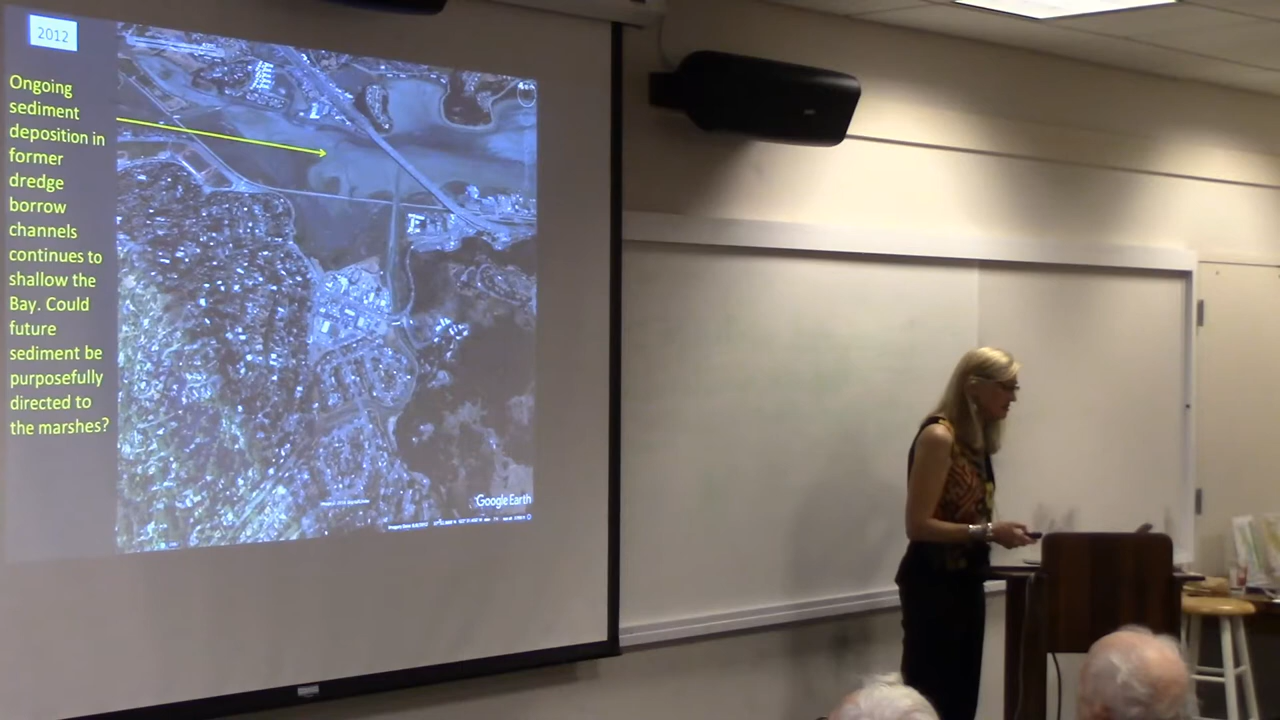 2012
Ongoing
sediment
deposition in
former
dredge
borrow
channels
continues to
shallow the
Bay. Could
future
sediment be
purposefully
directed to
the marshes?
Google Earth